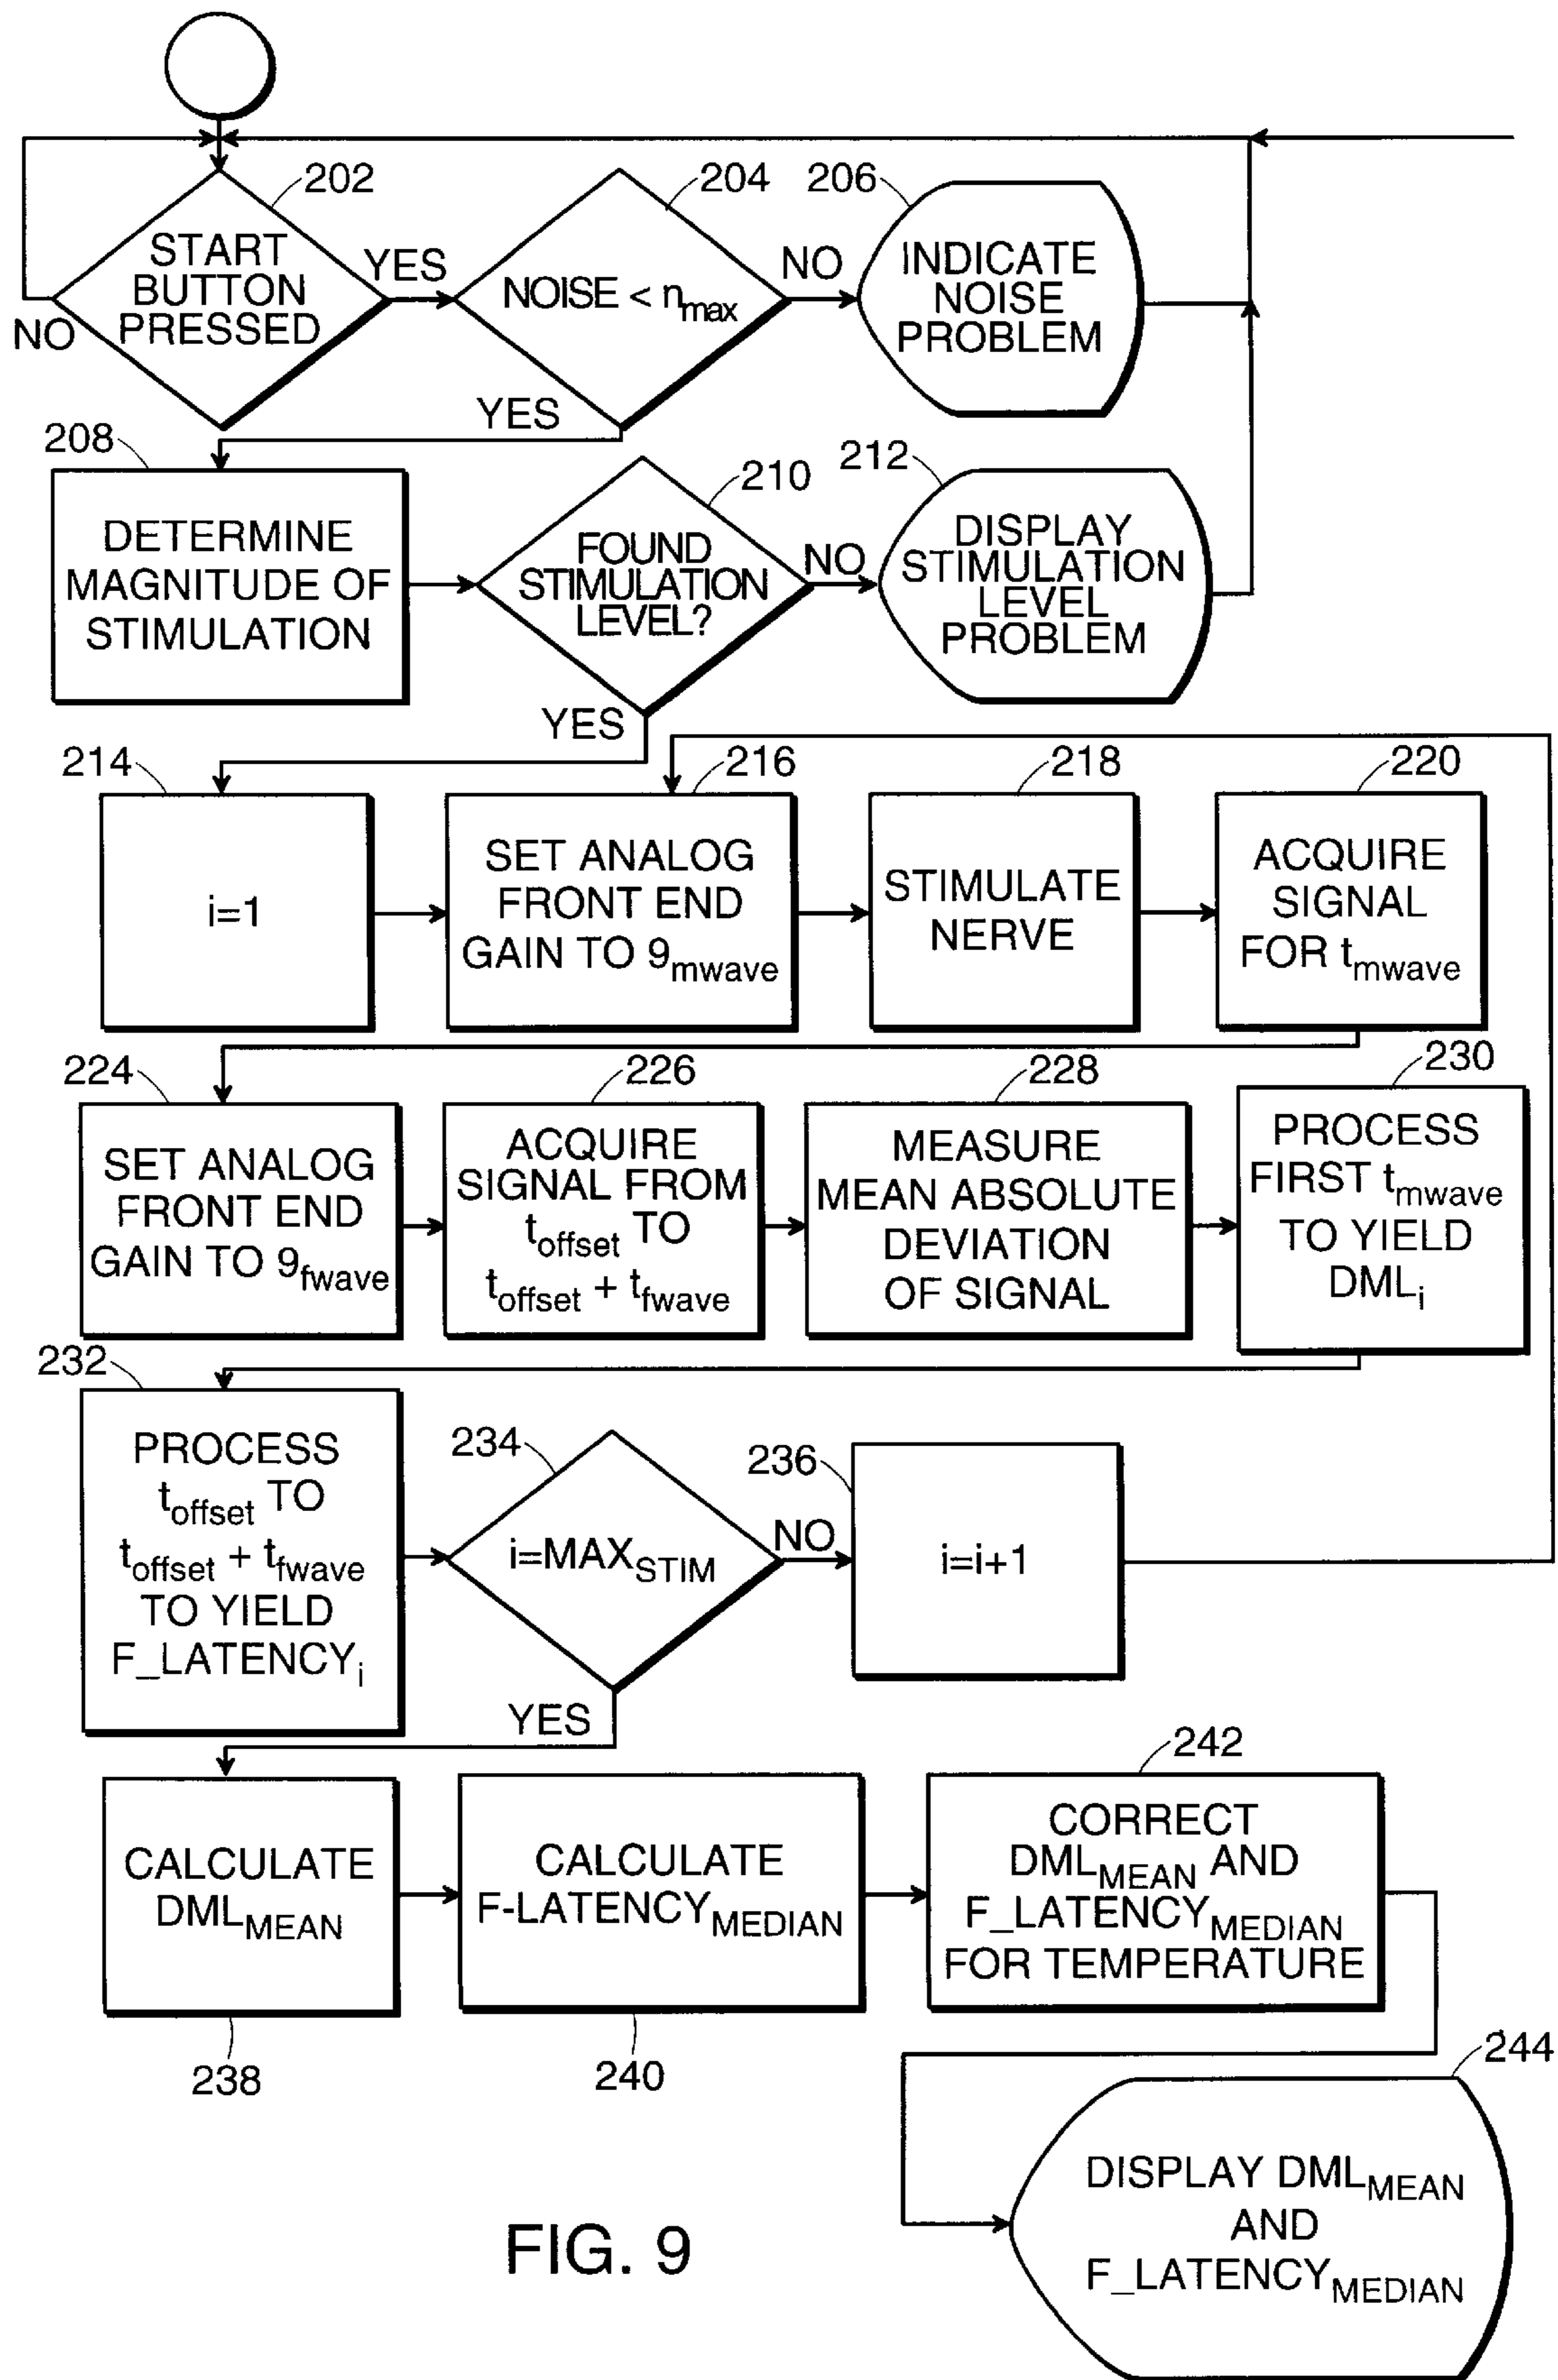 202
START
BUTTON
PRESSED
YES
NO
204
NOISE < nmax
NO
YES
206
INDICATE
NOISE
PROBLEM
208
DETERMINE
MAGNITUDE OF
STIMULATION
210
FOUND
STIMULATION
LEVEL?
NO
YES
212
DISPLAY
STIMULATION
LEVEL
PROBLEM
214
i=1
216
SET ANALOG
FRONT END
GAIN TO 9mwave
218
STIMULATE
NERVE
220
ACQUIRE
SIGNAL
FOR tmwave
224
SET ANALOG
FRONT END
GAIN TO 9fwave
226
ACQUIRE
SIGNAL FROM
toffset TO
toffset + tfwave
228
MEASURE
MEAN ABSOLUTE
DEVIATION
OF SIGNAL
230
PROCESS
FIRST tmwave
TO YIELD
DMLi
232
PROCESS
toffset TO
toffset + tfwave
TO YIELD
F_LATENCYi
234
i=MAXSTIM
NO
YES
236
i=i+1
CALCULATE
DMLMEAN
238
CALCULATE
F-LATENCYMEDIAN
240
242
CORRECT
DMLMEAN AND
F_LATENCYMEDIAN
FOR TEMPERATURE
244
DISPLAY DMLMEAN
AND
F_LATENCYMEDIAN
FIG. 9